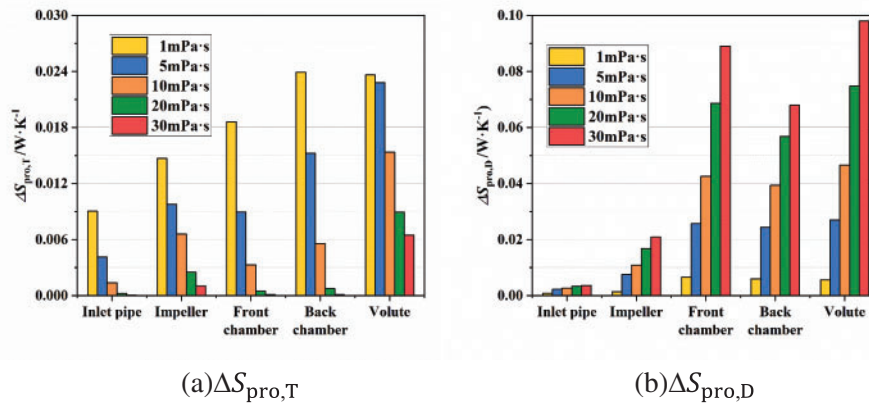 0.030
0.024
0.018
0.012
0.006
0.000
ΔS_pro,T /W·K⁻¹
1mPa·s
5mPa·s
10mPa·s
20mPa·s
30mPa·s
Inlet pipe Impeller Front chamber Back chamber Volute
(a)ΔS_pro,T
0.10
0.08
0.06
0.04
0.02
0.00
ΔS_pro,D /W·K⁻¹
1mPa·s
5mPa·s
10mPa·s
20mPa·s
30mPa·s
Inlet pipe Impeller Front chamber Back chamber Volute
(b)ΔS_pro,D